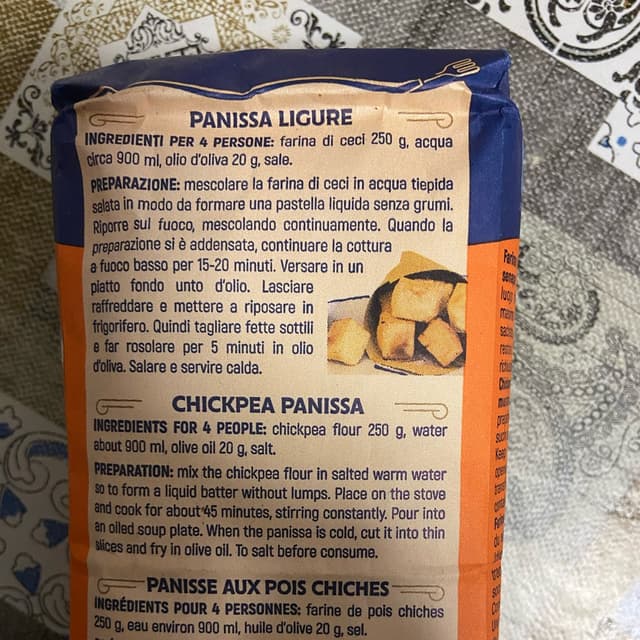 PANISSA LIGURE
INGREDIENTI PER 4 PERSONE: farina di ceci 250 g, acqua
circa 900 ml, olio d'oliva 20 g, sale.
PREPARAZIONE: mescolare la farina di ceci in acqua tiepida
salata in modo da formare una pastella liquida senza grumi.
Riporre sul fuoco, mescolando continuamente. Quando la
preparazione si è addensata, continuare la cottura
a fuoco basso per 15-20 minuti. Versare in un
piatto fondo unto d'olio. Lasciare
raffreddare e mettere a riposare in
frigorifero. Quindi tagliare fette sottili
e far rosolare per 5 minuti in olio
d'oliva. Salare e servire calda.
CHICKPEA PANISSA
INGREDIENTS FOR 4 PEOPLE: chickpea flour 250 g, water
about 900 ml, olive oil 20 g, salt.
PREPARATION: mix the chickpea flour in salted warm water
so to form a liquid batter without lumps. Place on the stove
and cook for about 45 minutes, stirring constantly. Pour into
an oiled soup plate. When the panissa is cold, cut it into thin
slices and fry in olive oil. To salt before consume.
PANISSE AUX POIS CHICHES
INGRÉDIENTS POUR 4 PERSONNES: farine de pois chiches
250 g, eau environ 900 ml, huile d'olive 20 g, sel.